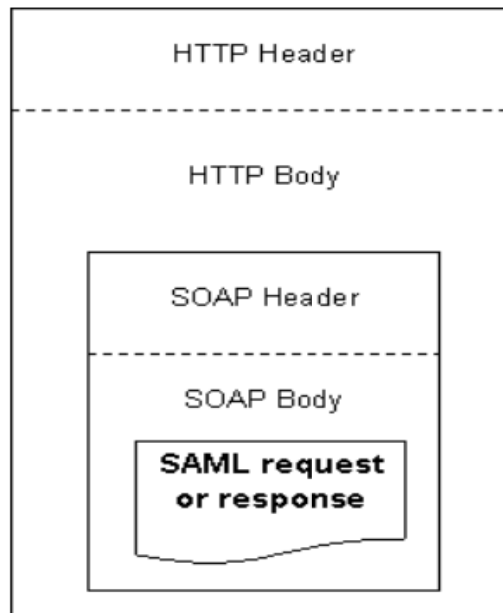 HTTP Header
HTTP Body
SOAP Header
SOAP Body
SAML request
or response